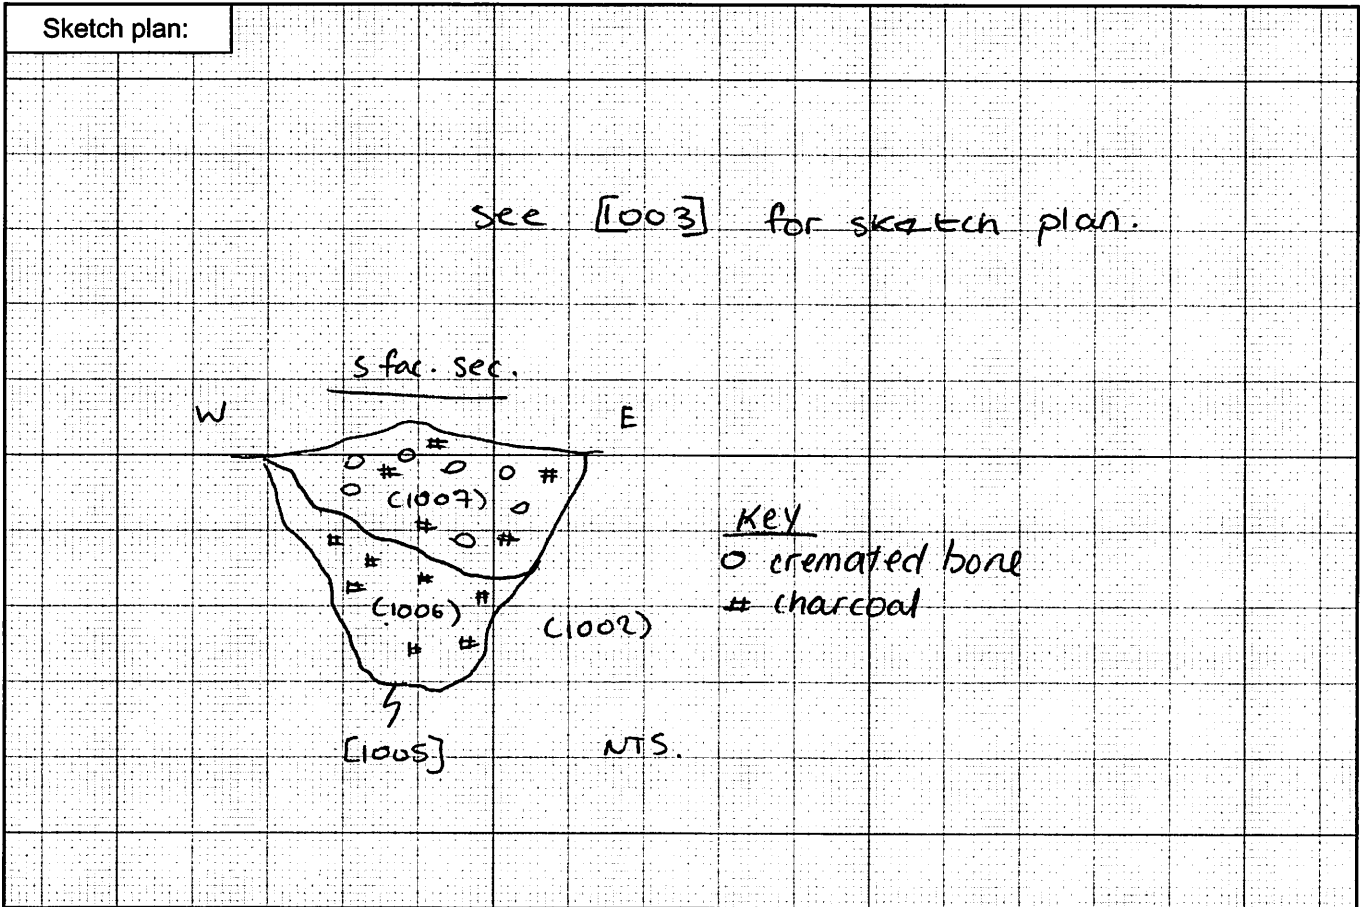 Sketch plan:
see [1003] for sketch plan.
s fac. sec.
W E
(1007)
(1006)
(1002)
[1005]
NTS.
Key
O cremated bone
# charcoal